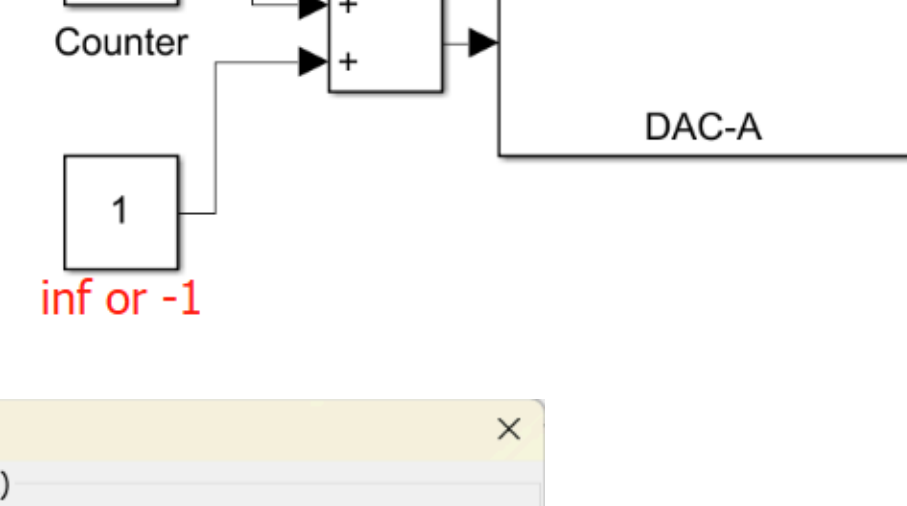 +
Counter
+
DAC-A
1
inf or -1
)